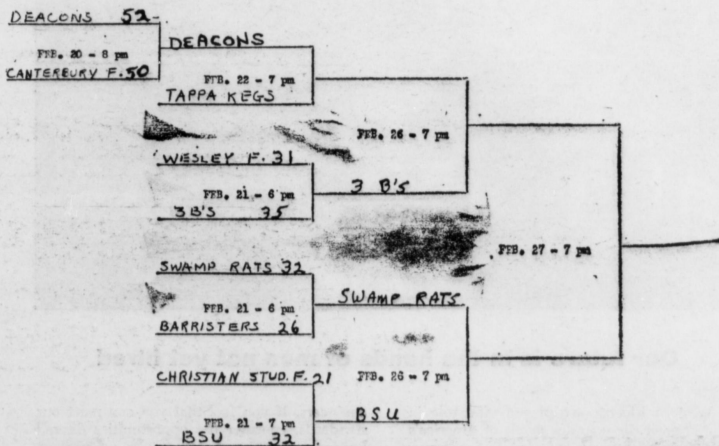 DEACONS 52
FEB. 20 - 8 pm
CANTERBURY F. 50
DEACONS
FEB. 22 - 7 pm
TAPPA KEGS
FEB. 26 - 7 pm
WESLEY F. 31
FEB. 21 - 6 pm
3 B'S
3 B'S 35
FEB. 27 - 7 pm
SWAMP RATS 32
SWAMP RATS
FEB. 21 - 6 pm
BARRISTERS 26
CHRISTIAN STUD. F. 21
FEB. 26 - 7 pm
BSU
FEB. 21 - 7 pm
BSU 32